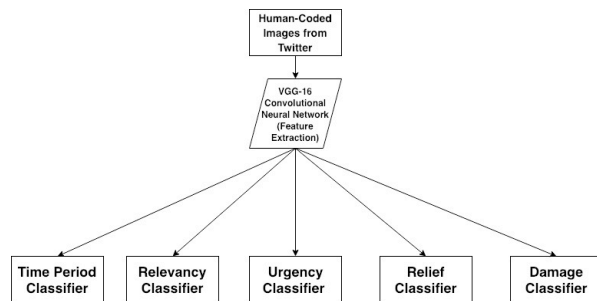 Human-Coded
Images from
Twitter
VGG-16
Convolutional
Neural Network
(Feature
Extraction)
Time Period
Classifier
Relevancy
Classifier
Urgency
Classifier
Relief
Classifier
Damage
Classifier